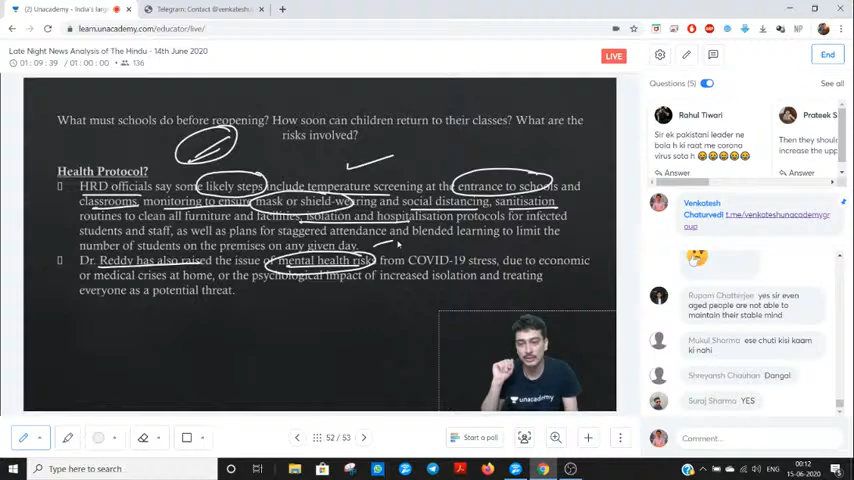 (2) Unacademy - India's larg
Telegram: Contact @venkateshu
learn.unacademy.com/educator/live/
NP
Late Night News Analysis of The Hindu - 14th June 2020
01:09:39 / 01:00:00 • 136
LIVE
End
What must schools do before reopening? How soon can children return to their classes? What are the
risks involved?
Health Protocol?
HRD officials say some likely steps include temperature screening at the entrance to schools and
classrooms, monitoring to ensure mask or shield-wearing and social distancing, sanitisation
routines to clean all furniture and facilities, isolation and hospitalisation protocols for infected
students and staff, as well as plans for staggered attendance and blended learning to limit the
number of students on the premises on any given day.
Dr. Reddy has also raised the issue of mental health risks from COVID-19 stress, due to economic
or medical crises at home, or the psychological impact of increased isolation and treating
everyone as a potential threat.
unacademy
Questions (5)
See all
Rahul Tiwari
Sir ek pakistani leader ne
bola h ki raat me corona
virus sota h
Answer
Prateek S
Then they should
increase the upp
Answer
Venkatesh
Chaturvedi t.me/venkateshunacademygr
oup
Rupam Chatterjee yes sir even
aged people are not able to
maintain their stable mind
Mukul Sharma ese chuti kisi kaam
ki nahi
Shreyansh Chauhan Dangal
Suraj Sharma YES
Comment...
52 / 53
Start a poll
Type here to search
ENG
00:12
15-06-2020